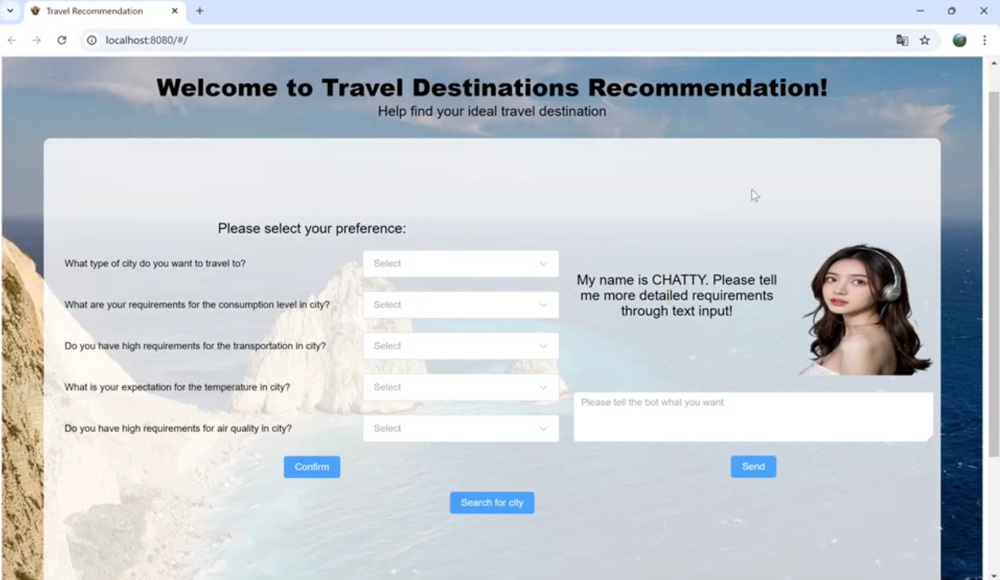 Travel Recommendation
localhost:8080/#/
Welcome to Travel Destinations Recommendation!
Help find your ideal travel destination
Please select your preference:
What type of city do you want to travel to?
Select
What are your requirements for the consumption level in city?
Select
Do you have high requirements for the transportation in city?
Select
What is your expectation for the temperature in city?
Select
Do you have high requirements for air quality in city?
Select
Confirm
My name is CHATTY. Please tell
me more detailed requirements
through text input!
Please tell the bot what you want
Send
Search for city